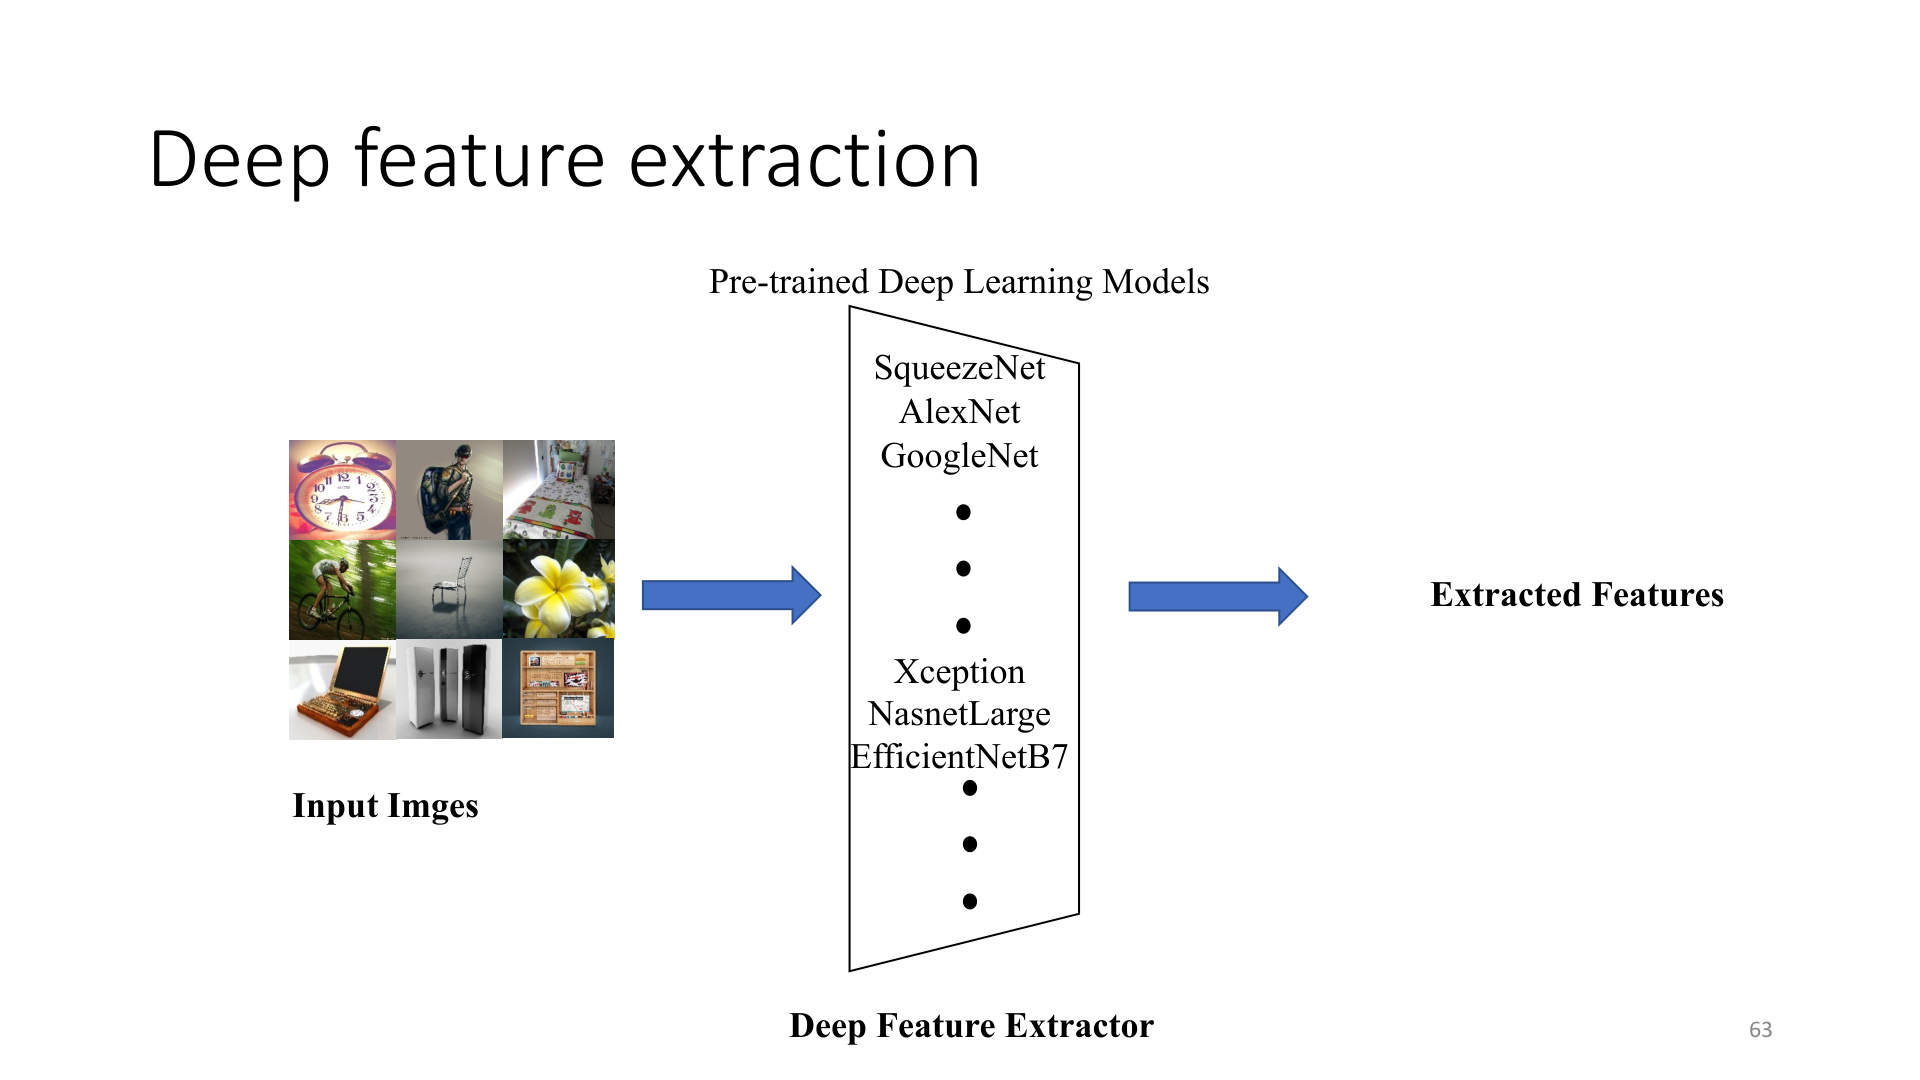 Deep feature extraction
Pre-trained Deep Learning Models
SqueezeNet
AlexNet
GoogleNet
Xception
NasnetLarge
EfficientNetB7
Input Imges
Extracted Features
Deep Feature Extractor
63